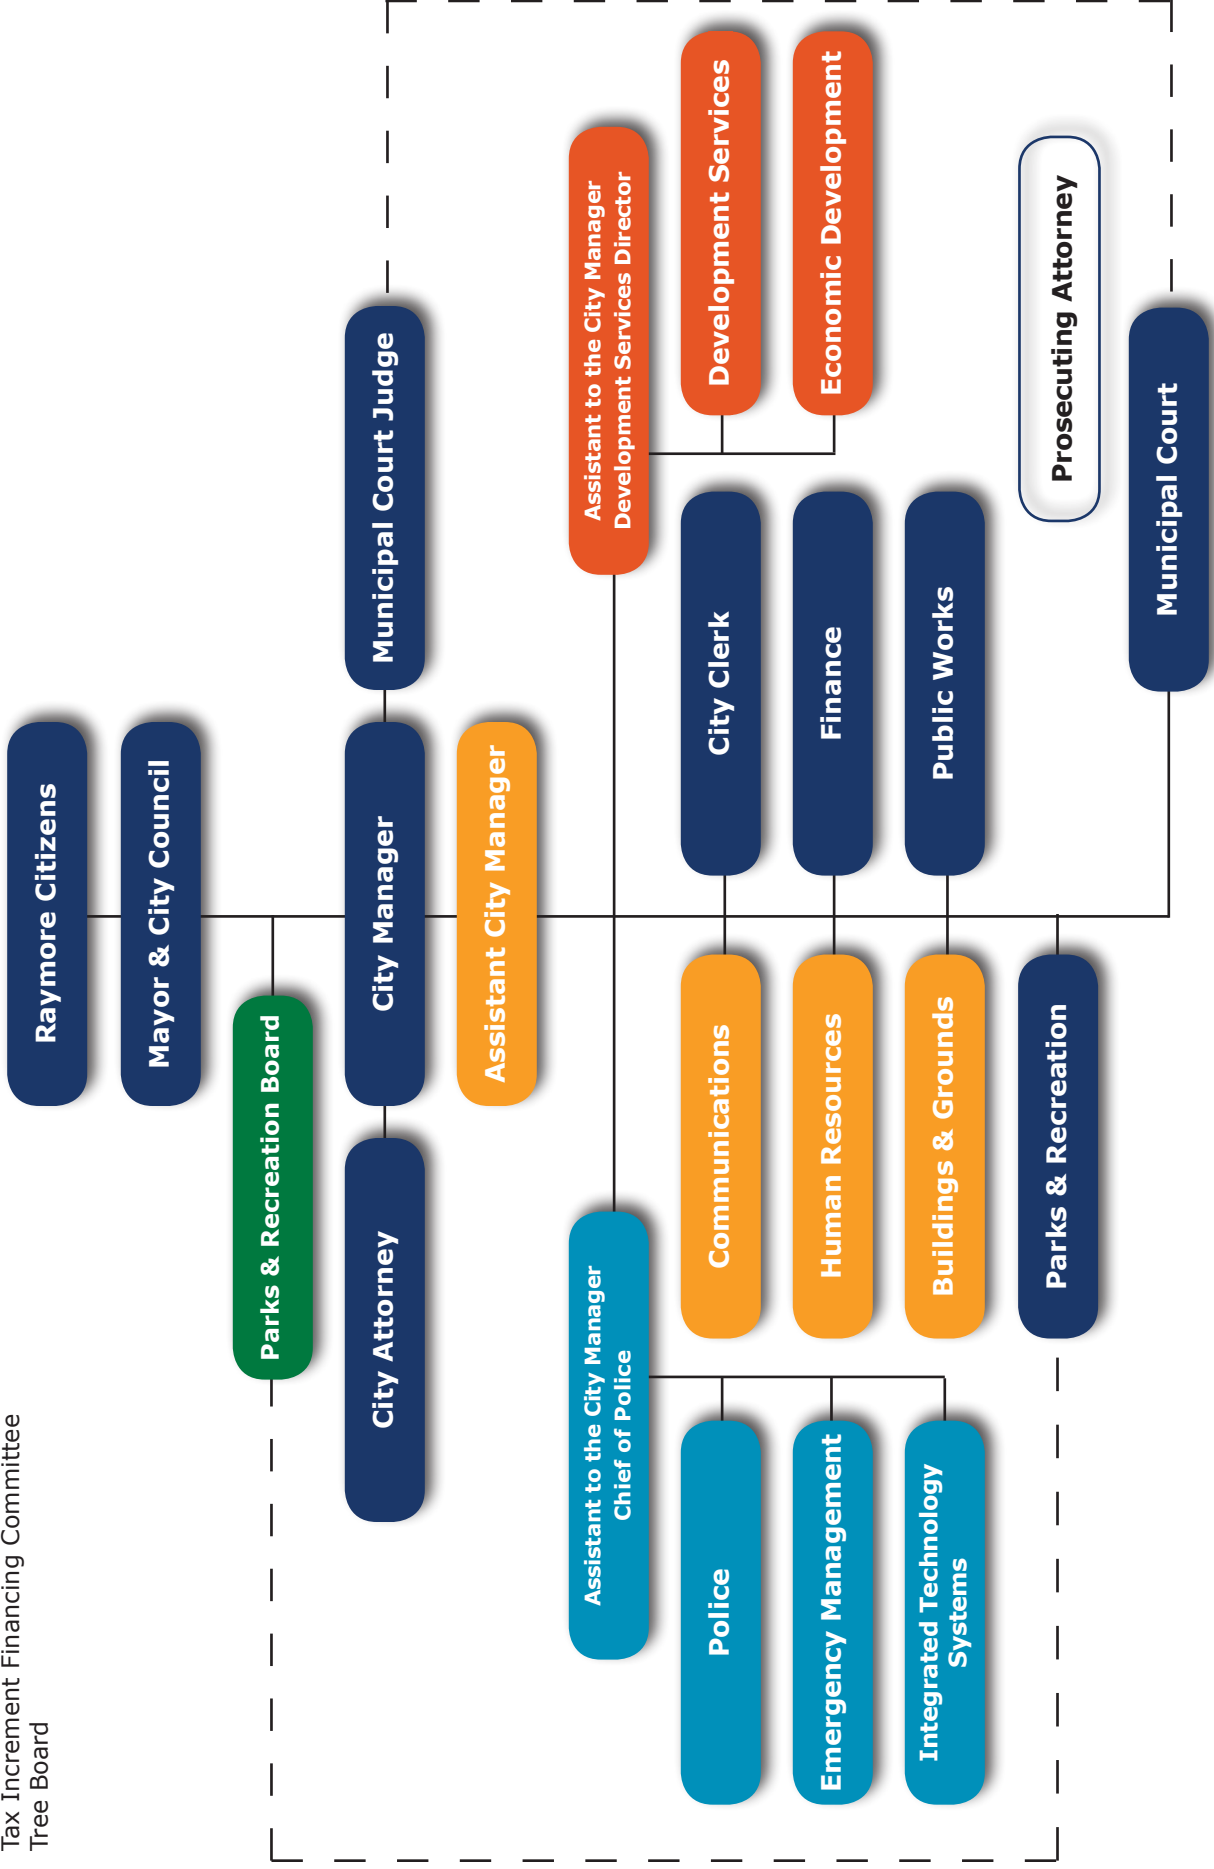 Tax Increment Financing Committee
Tree Board
Raymore Citizens
Mayor & City Council
Parks & Recreation Board
City Attorney
City Manager
Municipal Court Judge
Assistant City Manager
Assistant to the City Manager
Chief of Police
Assistant to the City Manager
Development Services Director
Police
Communications
City Clerk
Development Services
Emergency Management
Human Resources
Finance
Economic Development
Integrated Technology
Systems
Buildings & Grounds
Public Works
Parks & Recreation
Prosecuting Attorney
Municipal Court